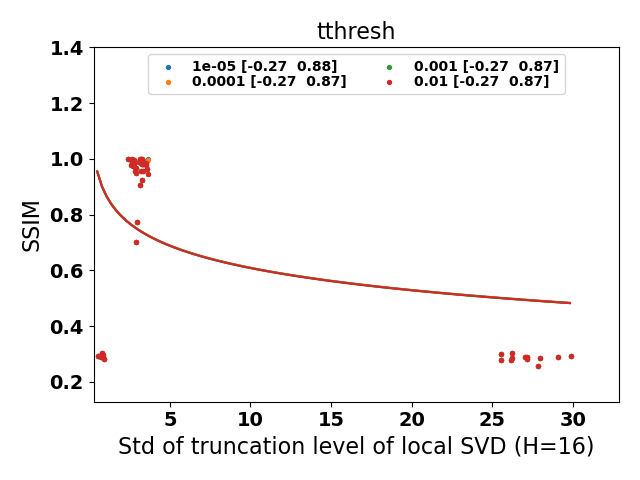 tthresh
1e-05 [-0.27  0.88]
0.0001 [-0.27  0.87]
0.001 [-0.27  0.87]
0.01 [-0.27  0.87]
SSIM
1.4
1.2
1.0
0.8
0.6
0.4
0.2
5 10 15 20 25 30
Std of truncation level of local SVD (H=16)